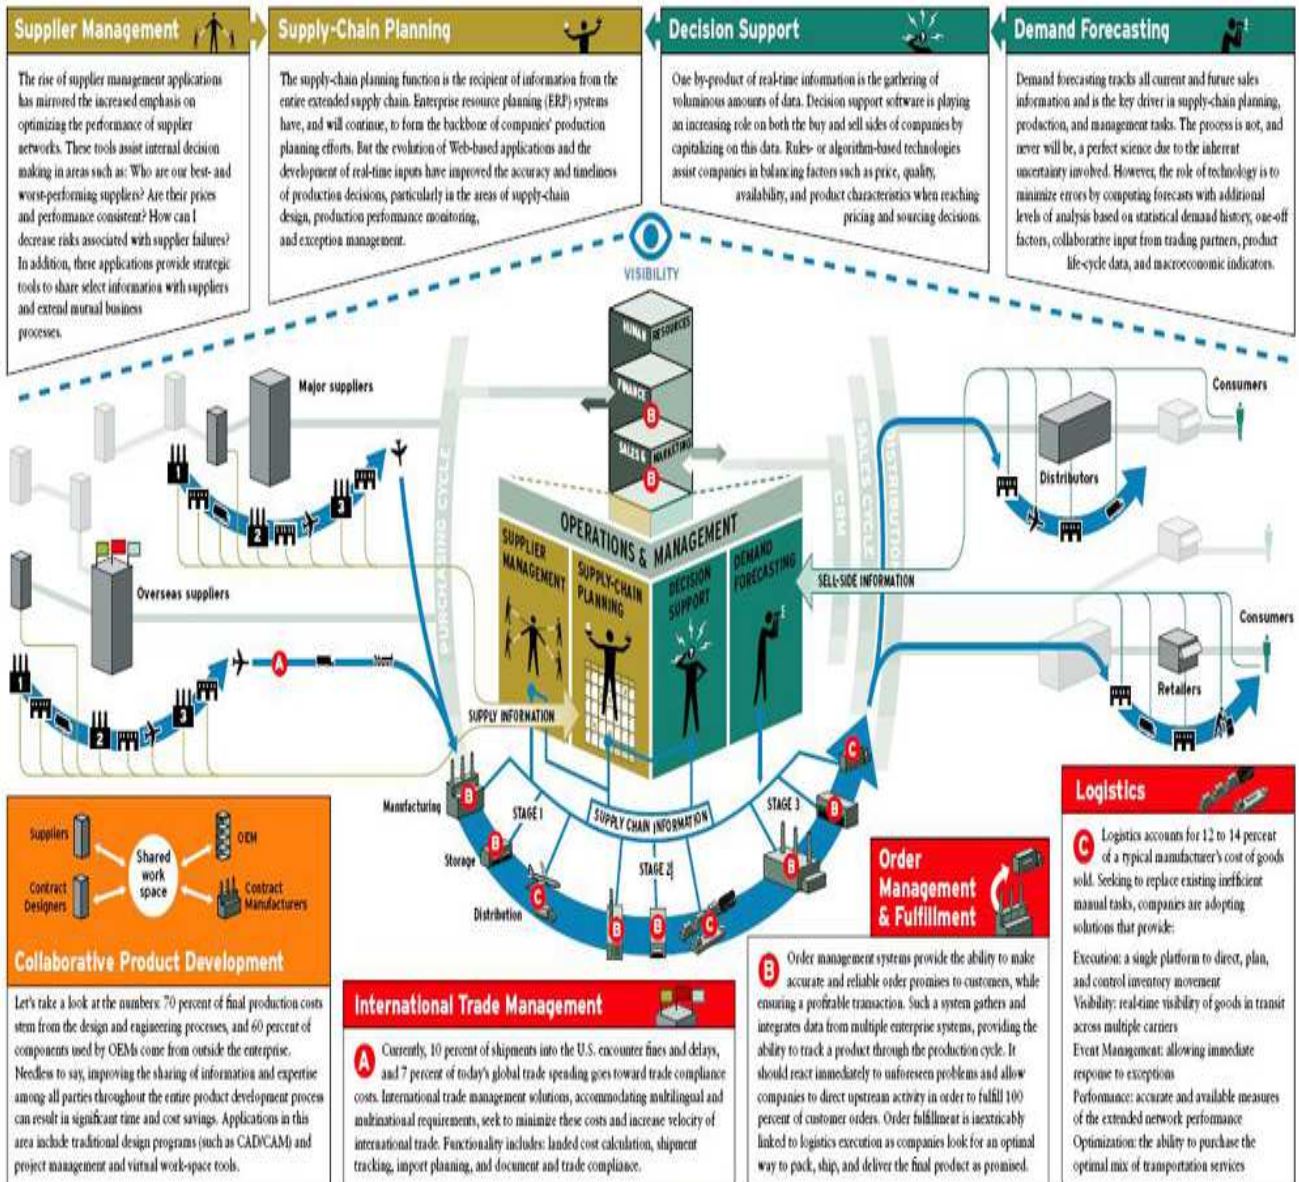 Supplier Management
The rise of supplier management applications
has mirrored the increased emphasis on
optimizing the performance of supplier
networks. These tools assist internal decision
making in areas such as: Who are our best- and
worst-performing suppliers? Are their prices
and performance consistent? How can I
decrease risks associated with supplier failures?
In addition, these applications provide strategic
tools to share select information with suppliers
and extend mutual business
processes.
Supply-Chain Planning
The supply-chain planning function is the recipient of information from the
entire extended supply chain. Enterprise resource planning (ERP) systems
have, and will continue, to form the backbone of companies' production
planning efforts. But the evolution of Web-based applications and the
development of real-time inputs have improved the accuracy and timeliness
of production decisions, particularly in the areas of supply-chain
design, production performance monitoring,
and exception management.
Decision Support
One by-product of real-time information is the gathering of
voluminous amounts of data. Decision support software is playing
an increasing role on both the buy and sell sides of companies by
capitalizing on this data. Rules- or algorithm-based technologies
assist companies in balancing factors such as price, quality,
availability, and product characteristics when reaching
pricing and sourcing decisions.
Demand Forecasting
Demand forecasting tracks all current and future sales
information and is the key driver in supply-chain planning,
production, and management tasks. The process is not, and
never will be, a perfect science due to the inherent
uncertainty involved. However, the role of technology is to
minimize errors by computing forecasts with additional
levels of analysis based on statistical demand history, one-off
factors, collaborative input from trading partners, product
life-cycle data, and macroeconomic indicators.
VISIBILITY
HUMAN RESOURCES
FINANCE
B
SALES & MARKETING
B
Major suppliers
1
2
3
Overseas suppliers
1
2
3
A
PURCHASING CYCLE
OPERATIONS & MANAGEMENT
SUPPLIER
MANAGEMENT
SUPPLY-CHAIN
PLANNING
DECISION
SUPPORT
DEMAND
FORECASTING
SUPPLY INFORMATION
SELL-SIDE INFORMATION
CRM
SALES CYCLE
DISTRIBUTION
Consumers
Distributors
Consumers
Retailers
Manufacturing
B
Storage
B
Distribution
C
B
B
C
B
B
C
STAGE 1
SUPPLY CHAIN INFORMATION
STAGE 2
STAGE 3
Suppliers
Contract
Designers
Shared
work
space
OEM
Contract
Manufacturers
Collaborative Product Development
Let's take a look at the numbers: 70 percent of final production costs
stem from the design and engineering processes, and 60 percent of
components used by OEMs come from outside the enterprise.
Needless to say, improving the sharing of information and expertise
among all parties throughout the entire product development process
can result in significant time and cost savings. Applications in this
area include traditional design programs (such as CAD/CAM) and
project management and virtual work-space tools.
International Trade Management
A Currently, 10 percent of shipments into the U.S. encounter fines and delays,
and 7 percent of today's global trade spending goes toward trade compliance
costs. International trade management solutions, accommodating multilingual and
multinational requirements, seek to minimize these costs and increase velocity of
international trade. Functionality includes: landed cost calculation, shipment
tracking, import planning, and document and trade compliance.
Order
Management
& Fulfillment
B Order management systems provide the ability to make
accurate and reliable order promises to customers, while
ensuring a profitable transaction. Such a system gathers and
integrates data from multiple enterprise systems, providing the
ability to track a product through the production cycle. It
should react immediately to unforeseen problems and allow
companies to direct upstream activity in order to fulfill 100
percent of customer orders. Order fulfillment is inextricably
linked to logistics execution as companies look for an optimal
way to pack, ship, and deliver the final product as promised.
Logistics
C Logistics accounts for 12 to 14 percent
of a typical manufacturer's cost of goods
sold. Seeking to replace existing inefficient
manual tasks, companies are adopting
solutions that provide:
Execution: a single platform to direct, plan,
and control inventory movement
Visibility: real-time visibility of goods in transit
across multiple carriers
Event Management: allowing immediate
response to exceptions
Performance: accurate and available measures
of the extended network performance
Optimization: the ability to purchase the
optimal mix of transportation services